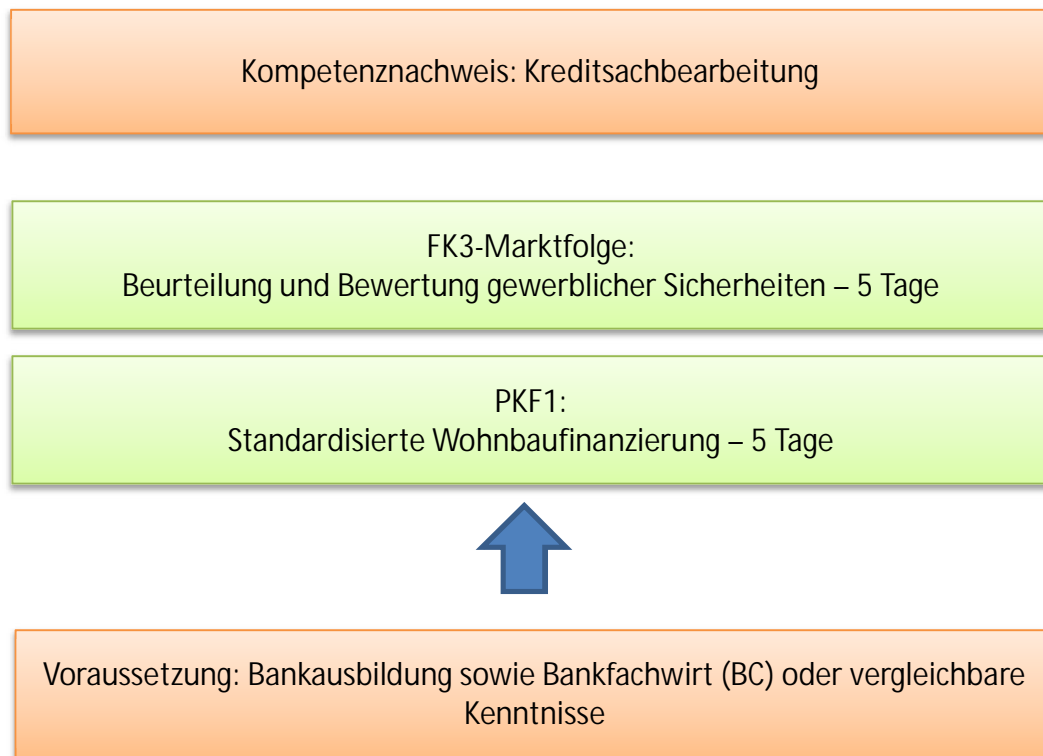 Kompetenznachweis: Kreditsachbearbeitung
FK3-Marktfolge:
Beurteilung und Bewertung gewerblicher Sicherheiten – 5 Tage
PKF1:
Standardisierte Wohnbaufinanzierung – 5 Tage
Voraussetzung: Bankausbildung sowie Bankfachwirt (BC) oder vergleichbare
Kenntnisse